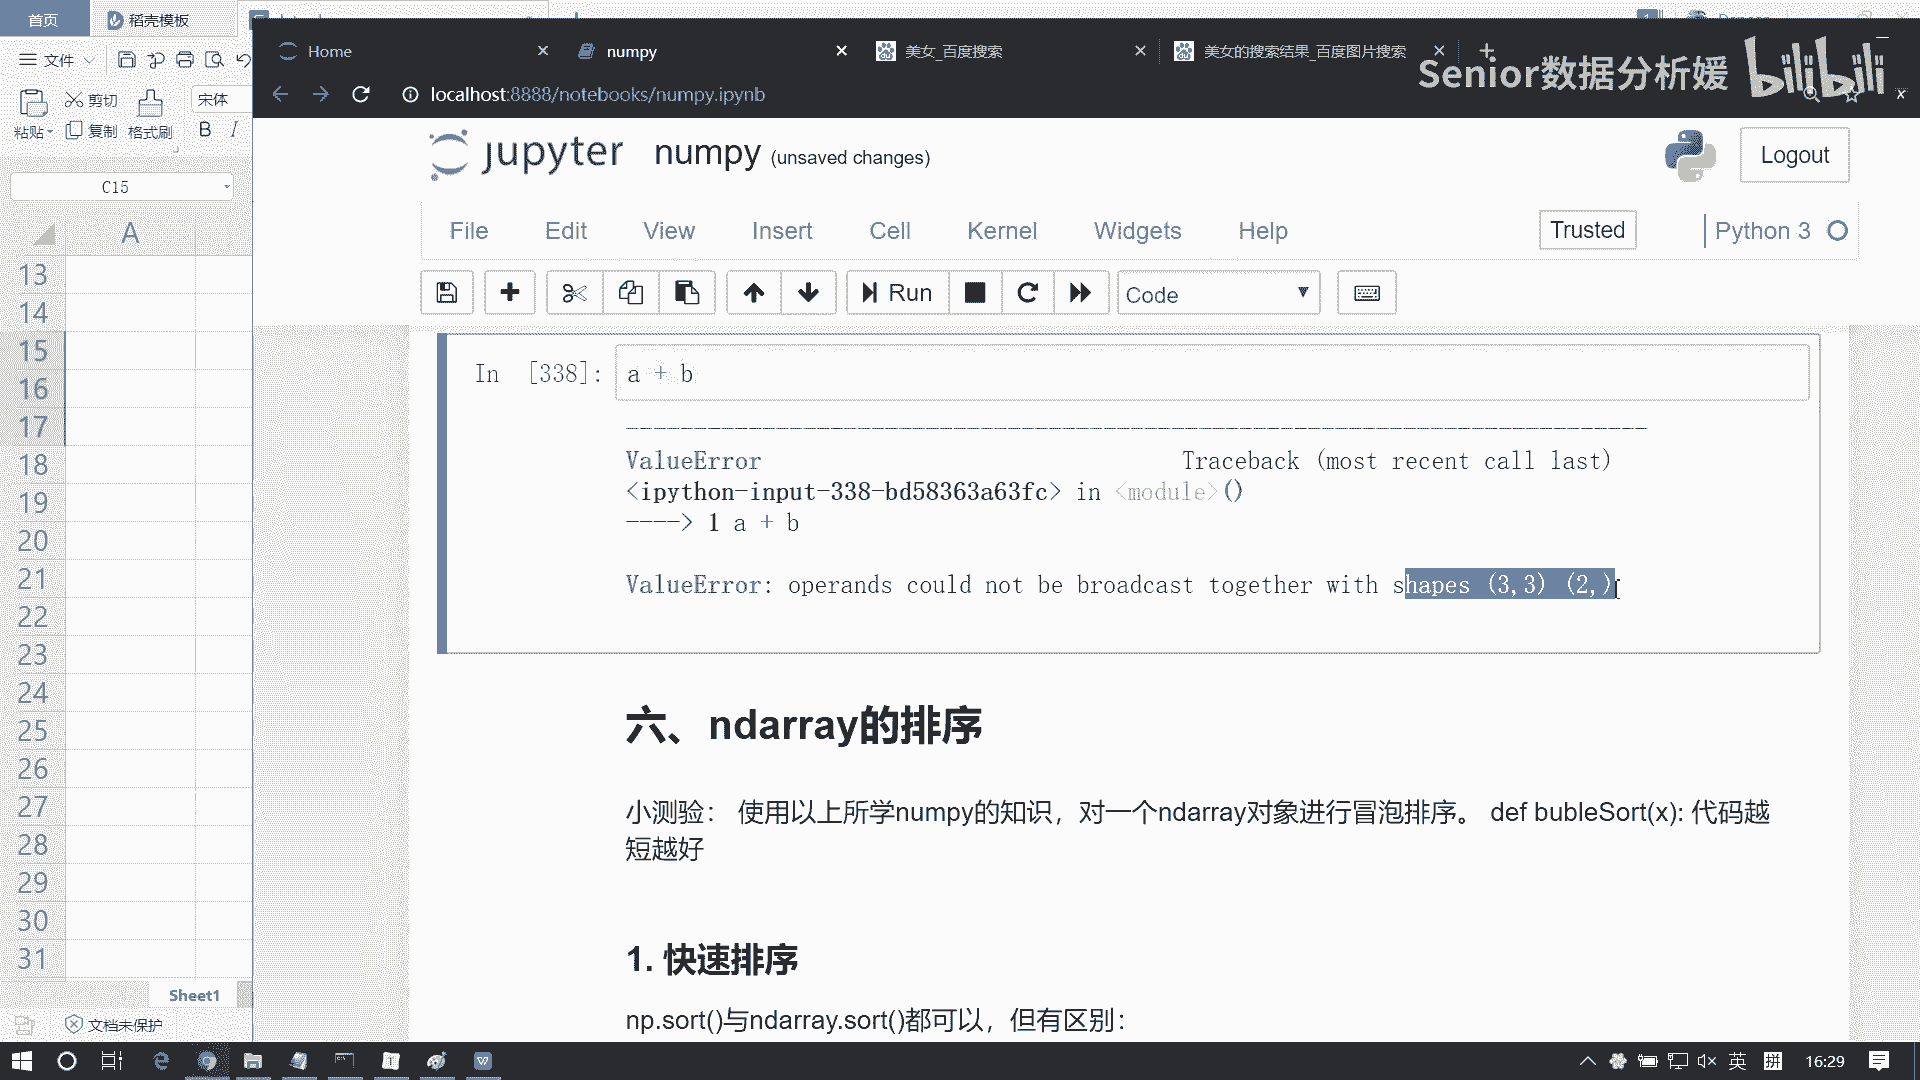 首页
稻壳模板
文件
剪切
粘贴
复制
格式刷
宋体
B I
C15
A
13
14
15
16
17
18
19
20
21
22
23
24
25
26
27
28
29
30
31
Sheet1
文档未保护
Home
numpy
美女_百度搜索
美女的搜索结果_百度图片搜索
Senior数据分析媛 bilibili
localhost:8888/notebooks/numpy.ipynb
jupyter numpy (unsaved changes)
Logout
File Edit View Insert Cell Kernel Widgets Help
Trusted
Python 3
Run
Code
In [338]: a + b
ValueError Traceback (most recent call last)
<ipython-input-338-bd58363a63fc> in <module>()
----> 1 a + b
ValueError: operands could not be broadcast together with shapes (3,3) (2,)
六、ndarray的排序
小测验： 使用以上所学numpy的知识，对一个ndarray对象进行冒泡排序。 def bubleSort(x): 代码越
短越好
1. 快速排序
np.sort()与ndarray.sort()都可以，但有区别：
英
拼
16:29